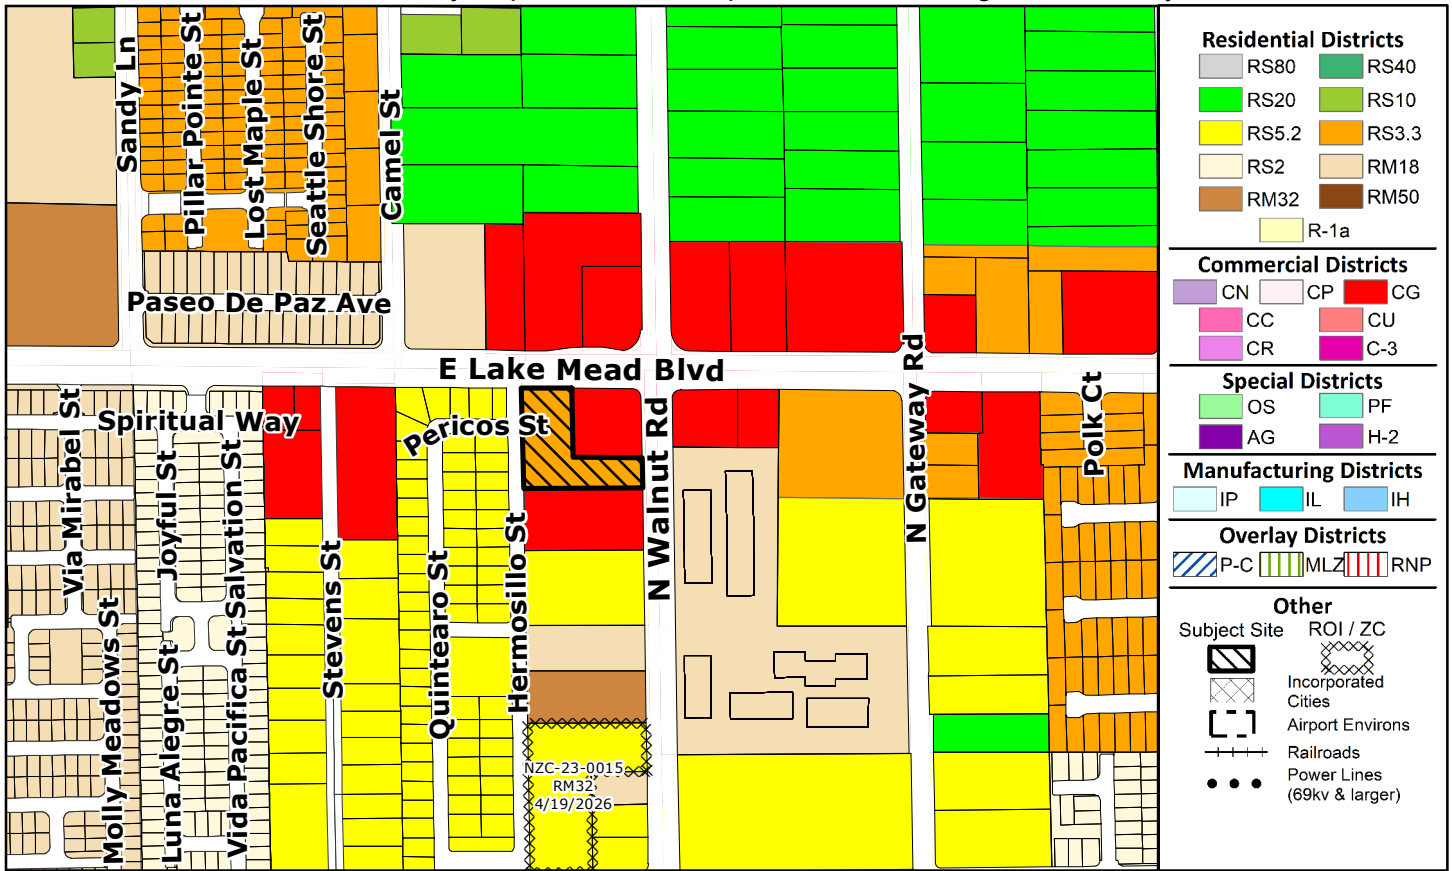 Sandy Ln
Pillar Pointe St
Lost Maple St
Seattle Shore St
Camel St
Paseo De Paz Ave
E Lake Mead Blvd
N Gateway Rd
Spiritual Way
Pericos St
N Walnut Rd
Polk Ct
Via Mirabel St
Joyful St
Salvation St
Stevens St
Quintearo St
Hermosillo St
Molly Meadows St
Luna Alegre St
Vida Pacifica St
NZC-23-0015
RM32
4/19/2026
Residential Districts
RS80 RS40
RS20 RS10
RS5.2 RS3.3
RS2 RM18
RM32 RM50
R-1a
Commercial Districts
CN CP CG
CC CU
CR C-3
Special Districts
OS PF
AG H-2
Manufacturing Districts
IP IL IH
Overlay Districts
P-C MLZ RNP
Other
Subject Site ROI / ZC
Incorporated
Cities
Airport Environs
Railroads
Power Lines
(69kv & larger)